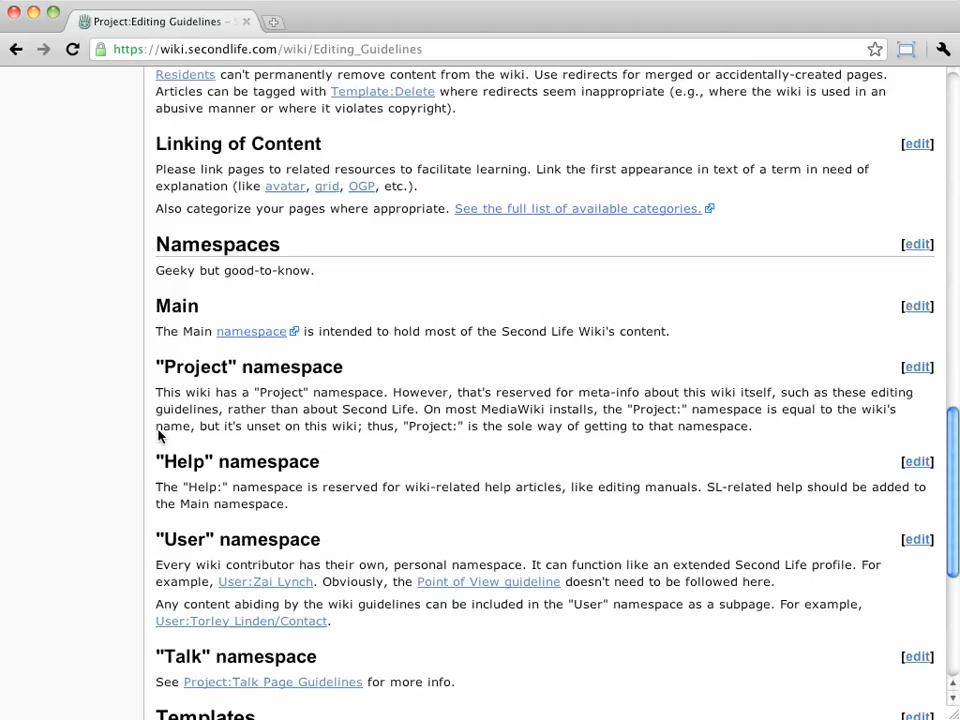 Project:Editing Guidelines –
https://wiki.secondlife.com/wiki/Editing_Guidelines
Residents can't permanently remove content from the wiki. Use redirects for merged or accidentally-created pages.
Articles can be tagged with Template:Delete where redirects seem inappropriate (e.g., where the wiki is used in an
abusive manner or where it violates copyright).
Linking of Content [edit]
Please link pages to related resources to facilitate learning. Link the first appearance in text of a term in need of
explanation (like avatar, grid, OGP, etc.).
Also categorize your pages where appropriate. See the full list of available categories.
Namespaces [edit]
Geeky but good-to-know.
Main [edit]
The Main namespace is intended to hold most of the Second Life Wiki's content.
"Project" namespace [edit]
This wiki has a "Project" namespace. However, that's reserved for meta-info about this wiki itself, such as these editing
guidelines, rather than about Second Life. On most MediaWiki installs, the "Project:" namespace is equal to the wiki's
name, but it's unset on this wiki; thus, "Project:" is the sole way of getting to that namespace.
"Help" namespace [edit]
The "Help:" namespace is reserved for wiki-related help articles, like editing manuals. SL-related help should be added to
the Main namespace.
"User" namespace [edit]
Every wiki contributor has their own, personal namespace. It can function like an extended Second Life profile. For
example, User:Zai Lynch. Obviously, the Point of View guideline doesn't need to be followed here.
Any content abiding by the wiki guidelines can be included in the "User" namespace as a subpage. For example,
User:Torley Linden/Contact.
"Talk" namespace [edit]
See Project:Talk Page Guidelines for more info.
Templates [edit]